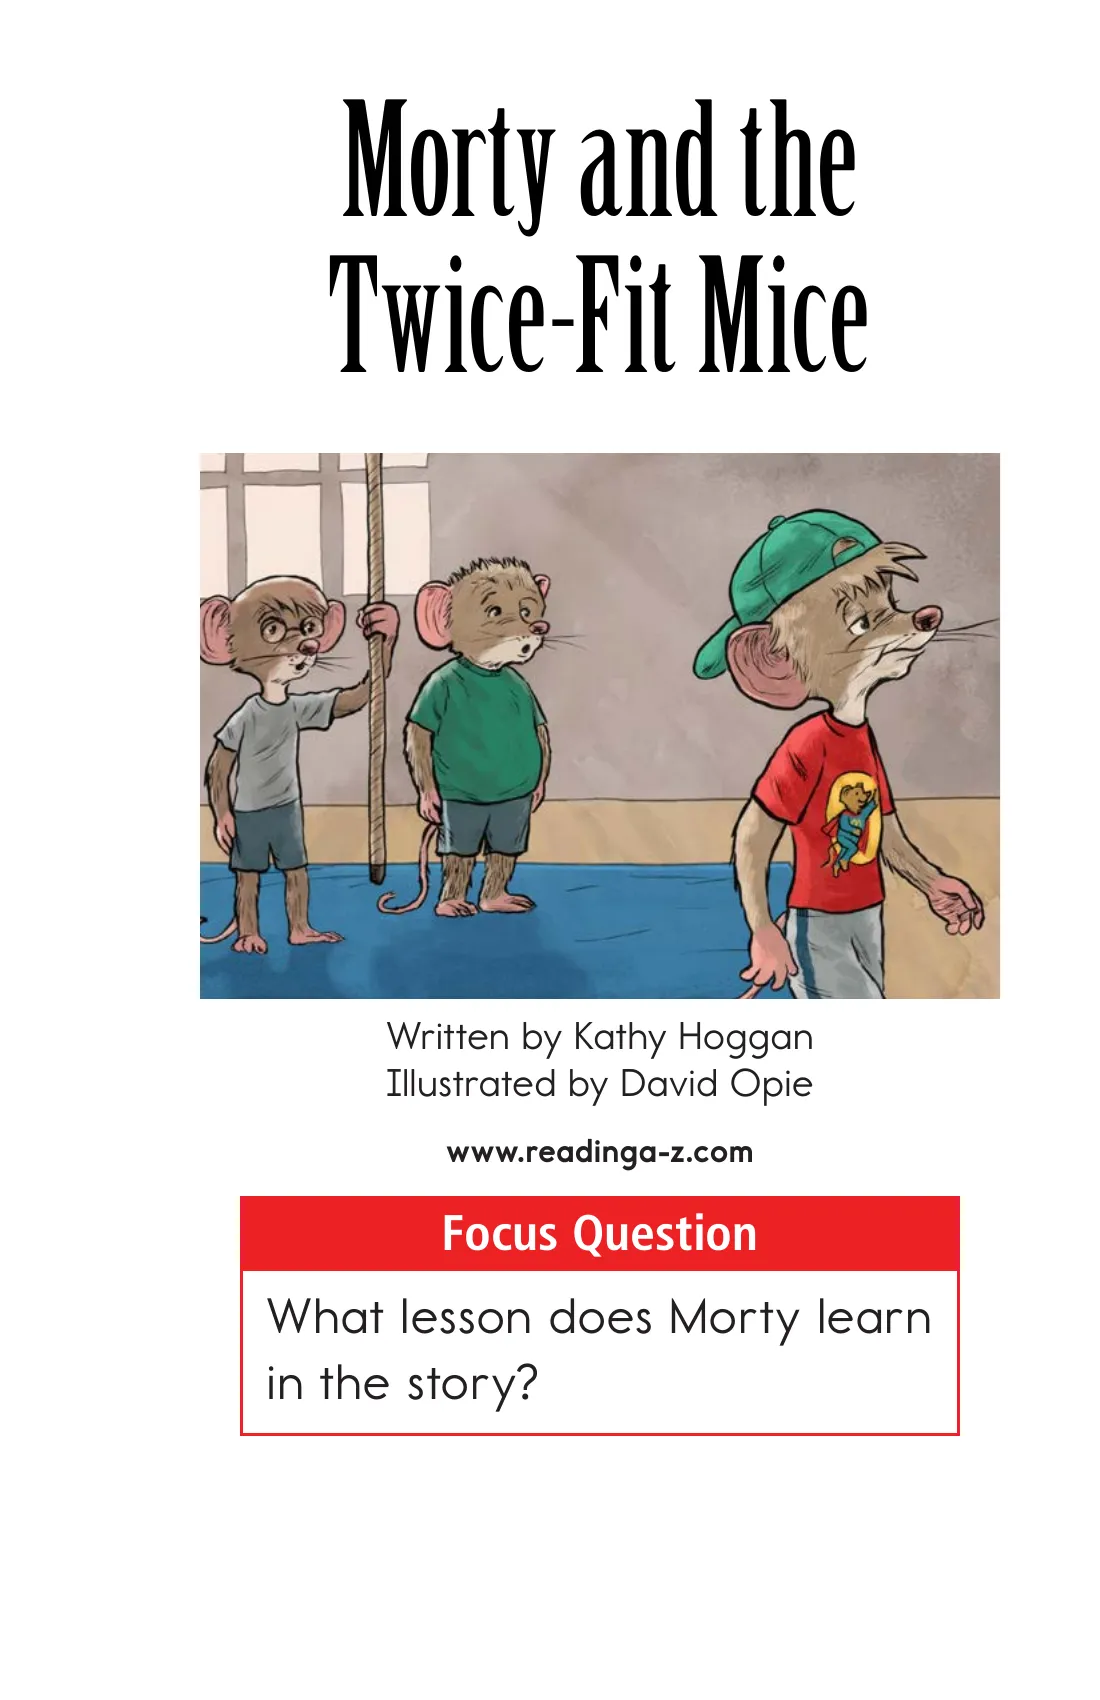 Morty and the
Twice-Fit Mice
Written by Kathy Hoggan
Illustrated by David Opie
www.readinga-z.com
Focus Question
What lesson does Morty learn
in the story?